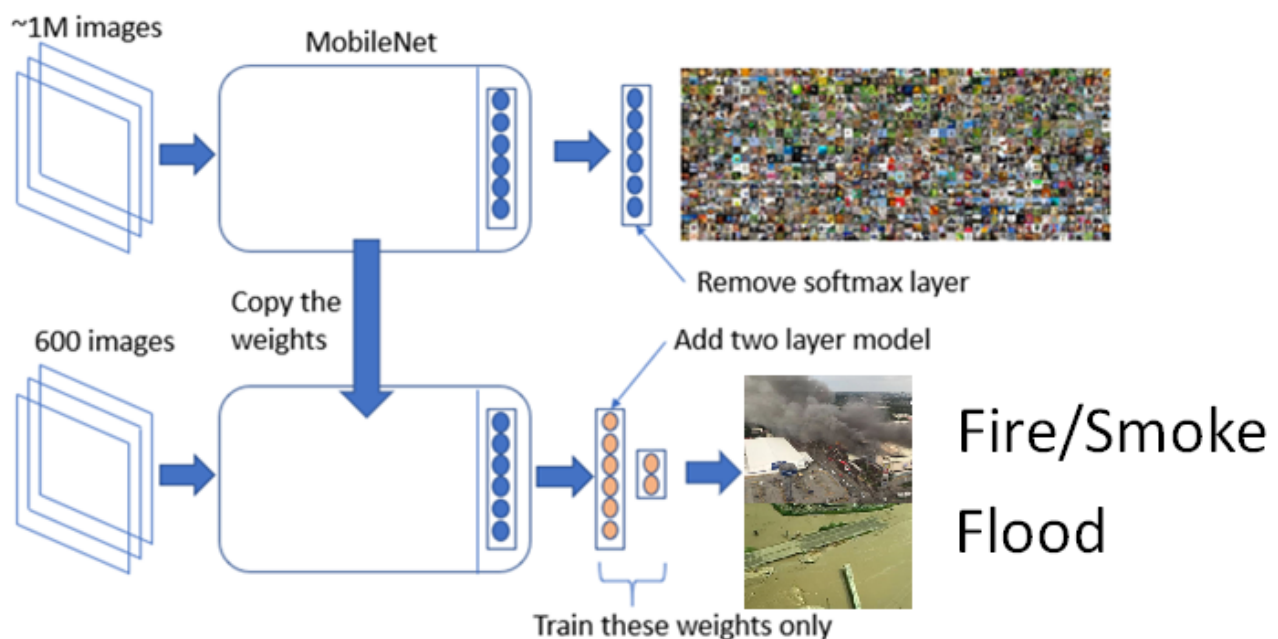 ~1M images
MobileNet
Remove softmax layer
Copy the
weights
600 images
Add two layer model
Fire/Smoke
Flood
Train these weights only